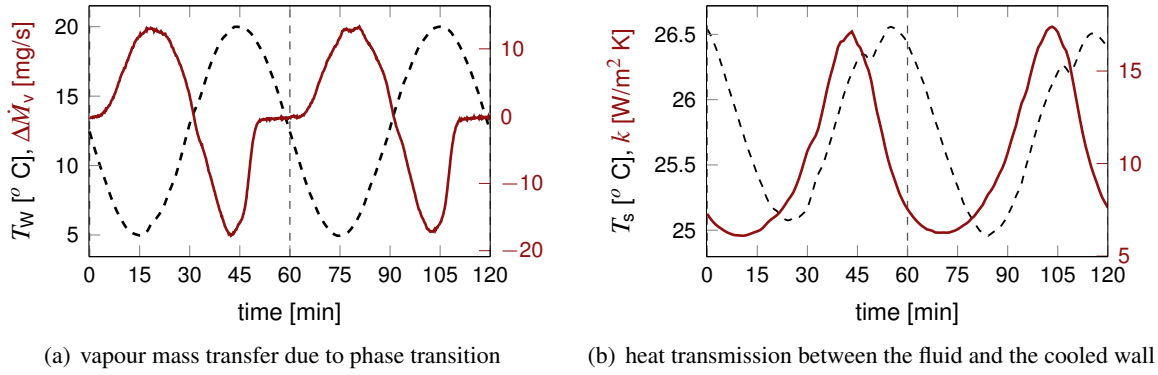 20
15
10
5
10
0
−10
−20
0 15 30 45 60 75 90 105 120
T_W [° C], ΔṀ_v [mg/s]
time [min]
(a) vapour mass transfer due to phase transition
26.5
26
25.5
25
15
10
5
0 15 30 45 60 75 90 105 120
T_s [° C], k [W/m² K]
time [min]
(b) heat transmission between the fluid and the cooled wall